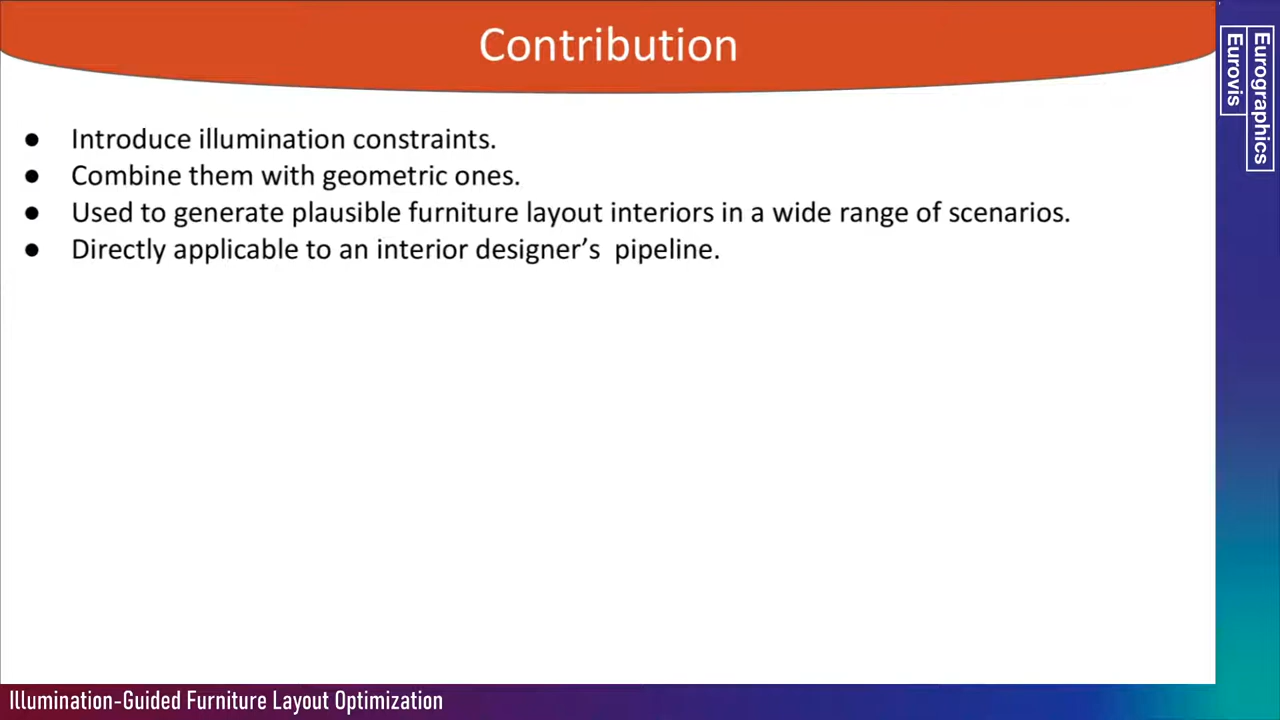 Contribution
● Introduce illumination constraints.
● Combine them with geometric ones.
● Used to generate plausible furniture layout interiors in a wide range of scenarios.
● Directly applicable to an interior designer’s  pipeline.
Eurographics
Eurovis
Illumination-Guided Furniture Layout Optimization